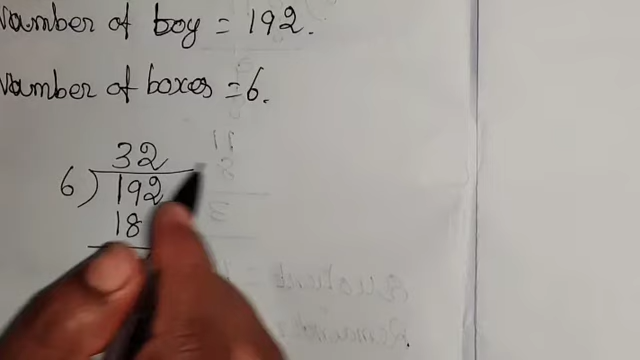 Number of boy = 192.
Number of boxes = 6.
32
6)192
18